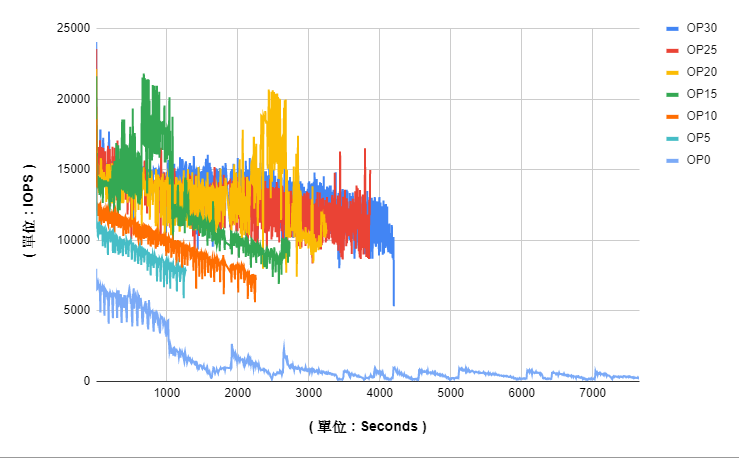 25000
20000
15000
10000
5000
0
( 單位 : IOPS )
1000
2000
3000
4000
5000
6000
7000
( 單位 : Seconds )
OP30
OP25
OP20
OP15
OP10
OP5
OP0